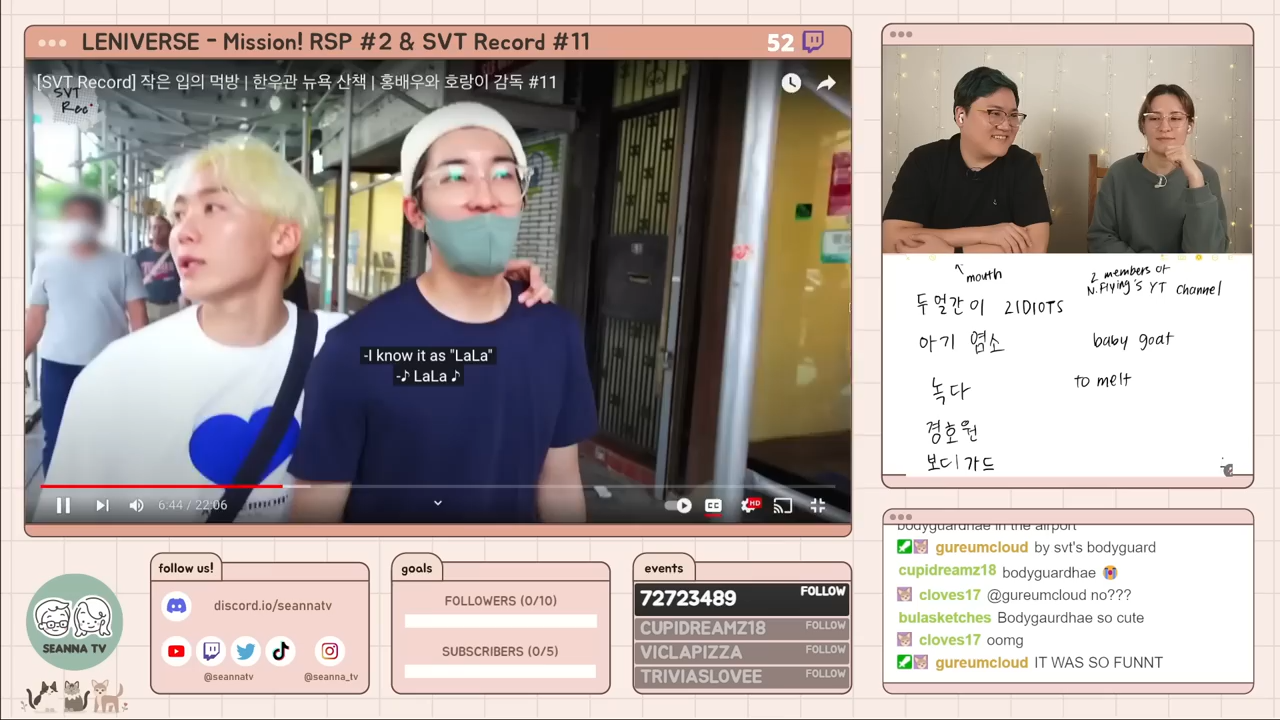 LENIVERSE - Mission! RSP #2 & SVT Record #11
52
[SVT Record] 작은 입의 먹방 | 한우관 뉴욕 산책 | 홍배우와 호랑이 감독 #11
SVT
Rec
-I know it as "LaLa"
-♪ LaLa ♪
6:44 / 22:06
CC
HD
mouth
2 members of
N.Flying's YT channel
두얼간이 2IDIOTS
아기 염소 baby goat
녹다 to melt
경호원
보디가드
bodyguardhae in the airport
gureumcloud by svt's bodyguard
cupidreamz18 bodyguardhae 😭
cloves17 @gureumcloud no???
bulasketches Bodygaurdhae so cute
cloves17 oomg
gureumcloud IT WAS SO FUNNT
SEANNA TV
follow us!
discord.io/seannatv
@seannatv
@seanna_tv
goals
FOLLOWERS (0/10)
SUBSCRIBERS (0/5)
events
72723489 FOLLOW
CUPIDREAMZ18 FOLLOW
VICLAPIZZA FOLLOW
TRIVIASLOVEE FOLLOW